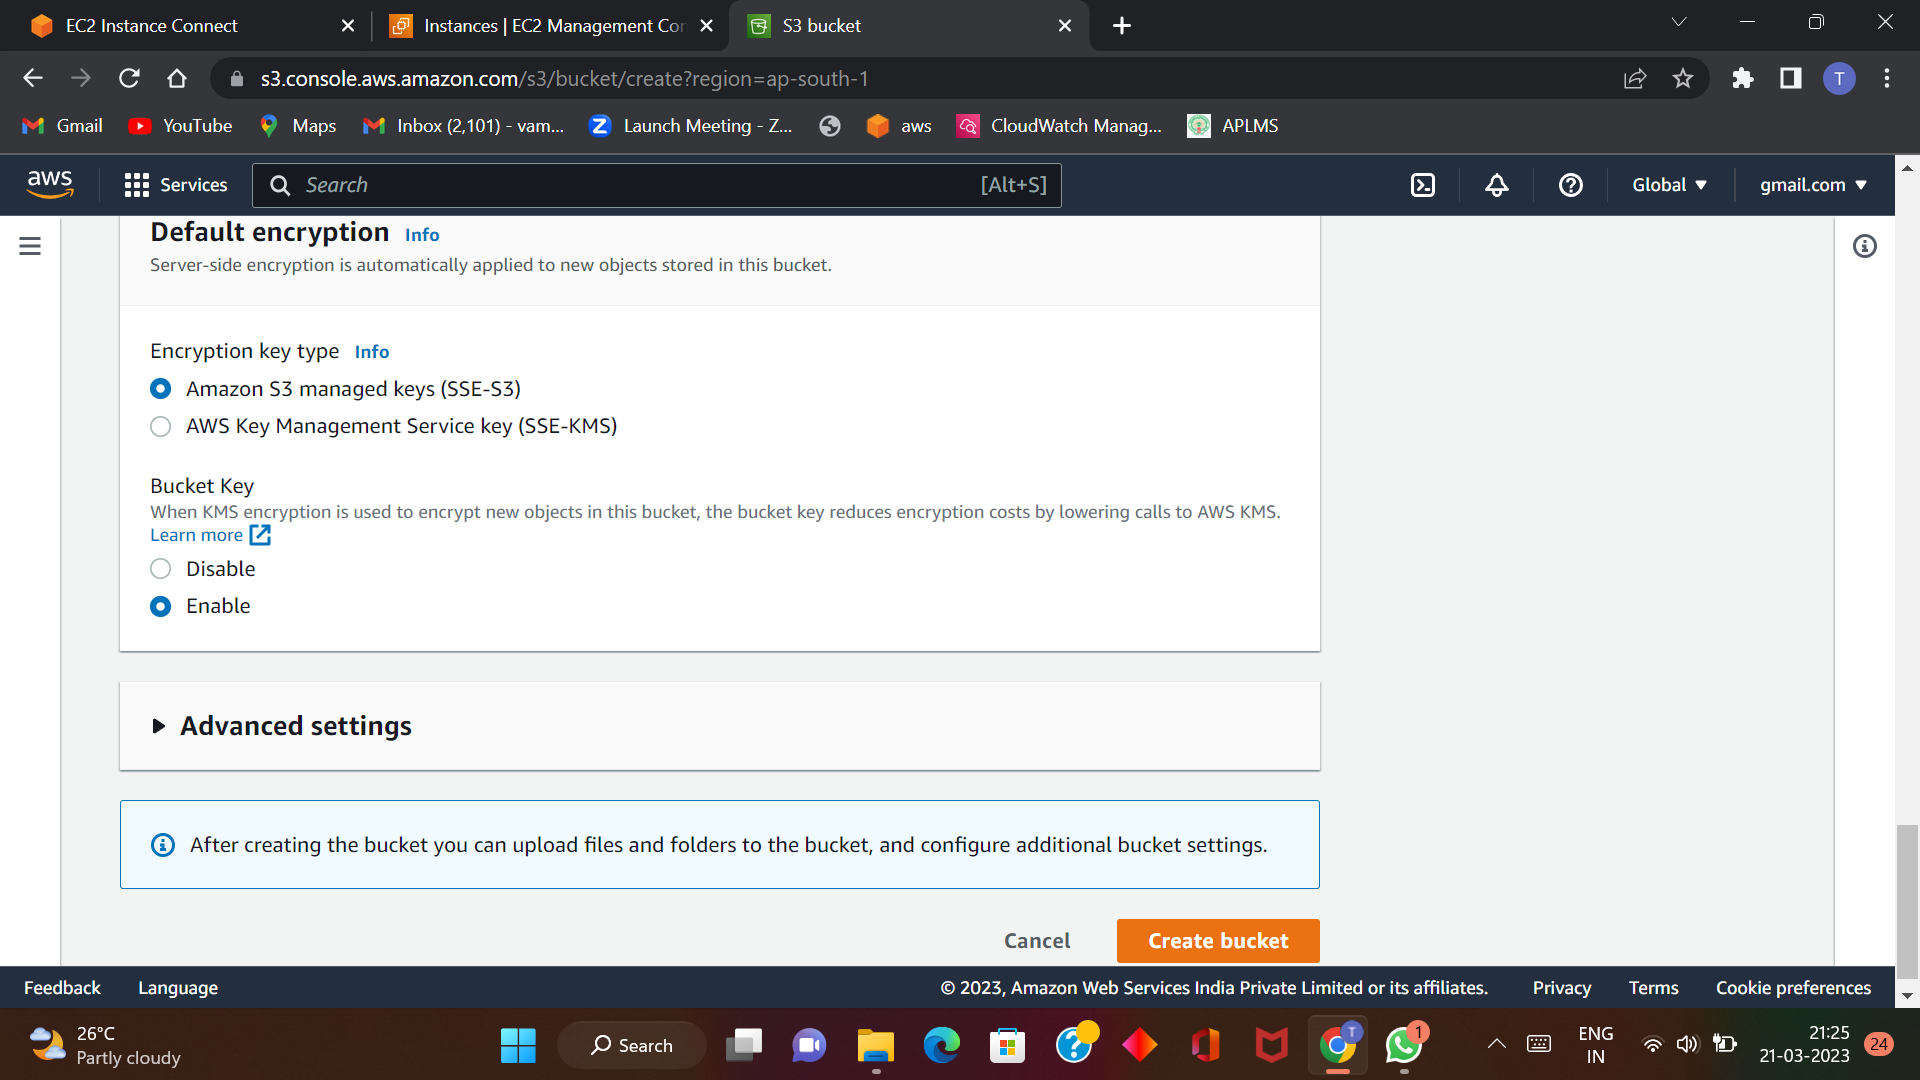 EC2 Instance Connect
Instances | EC2 Management Con
S3 bucket
s3.console.aws.amazon.com/s3/bucket/create?region=ap-south-1
T
Gmail
YouTube
Maps
Inbox (2,101) - vam...
Launch Meeting - Z...
aws
CloudWatch Manag...
APLMS
aws
Services
Search
[Alt+S]
Global
gmail.com
Default encryption Info
Server-side encryption is automatically applied to new objects stored in this bucket.
Encryption key type Info
Amazon S3 managed keys (SSE-S3)
AWS Key Management Service key (SSE-KMS)
Bucket Key
When KMS encryption is used to encrypt new objects in this bucket, the bucket key reduces encryption costs by lowering calls to AWS KMS.
Learn more
Disable
Enable
Advanced settings
After creating the bucket you can upload files and folders to the bucket, and configure additional bucket settings.
Cancel
Create bucket
Feedback
Language
© 2023, Amazon Web Services India Private Limited or its affiliates.
Privacy
Terms
Cookie preferences
26°C
Partly cloudy
Search
T
1
ENG
IN
21:25
21-03-2023
24